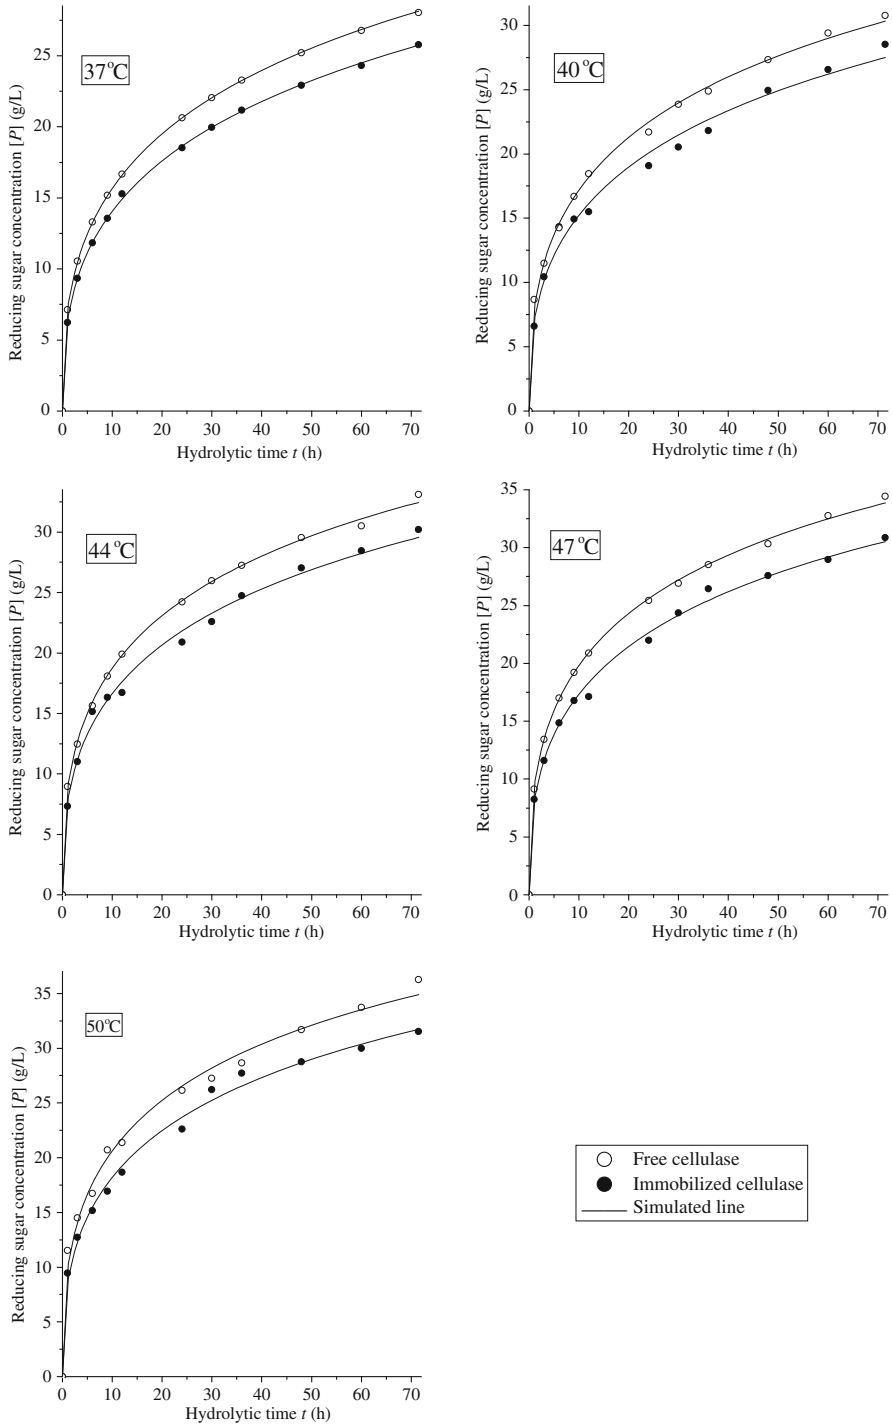 37°C
Reducing sugar concentration [P] (g/L)
25
20
15
10
5
0
0 10 20 30 40 50 60 70
Hydrolytic time t (h)
40°C
Reducing sugar concentration [P] (g/L)
30
25
20
15
10
5
0
0 10 20 30 40 50 60 70
Hydrolytic time t (h)
44°C
Reducing sugar concentration [P] (g/L)
30
25
20
15
10
5
0
0 10 20 30 40 50 60 70
Hydrolytic time t (h)
47°C
Reducing sugar concentration [P] (g/L)
35
30
25
20
15
10
5
0
0 10 20 30 40 50 60 70
Hydrolytic time t (h)
50°C
Reducing sugar concentration [P] (g/L)
35
30
25
20
15
10
5
0
0 10 20 30 40 50 60 70
Hydrolytic time t (h)
Free cellulase
Immobilized cellulase
Simulated line